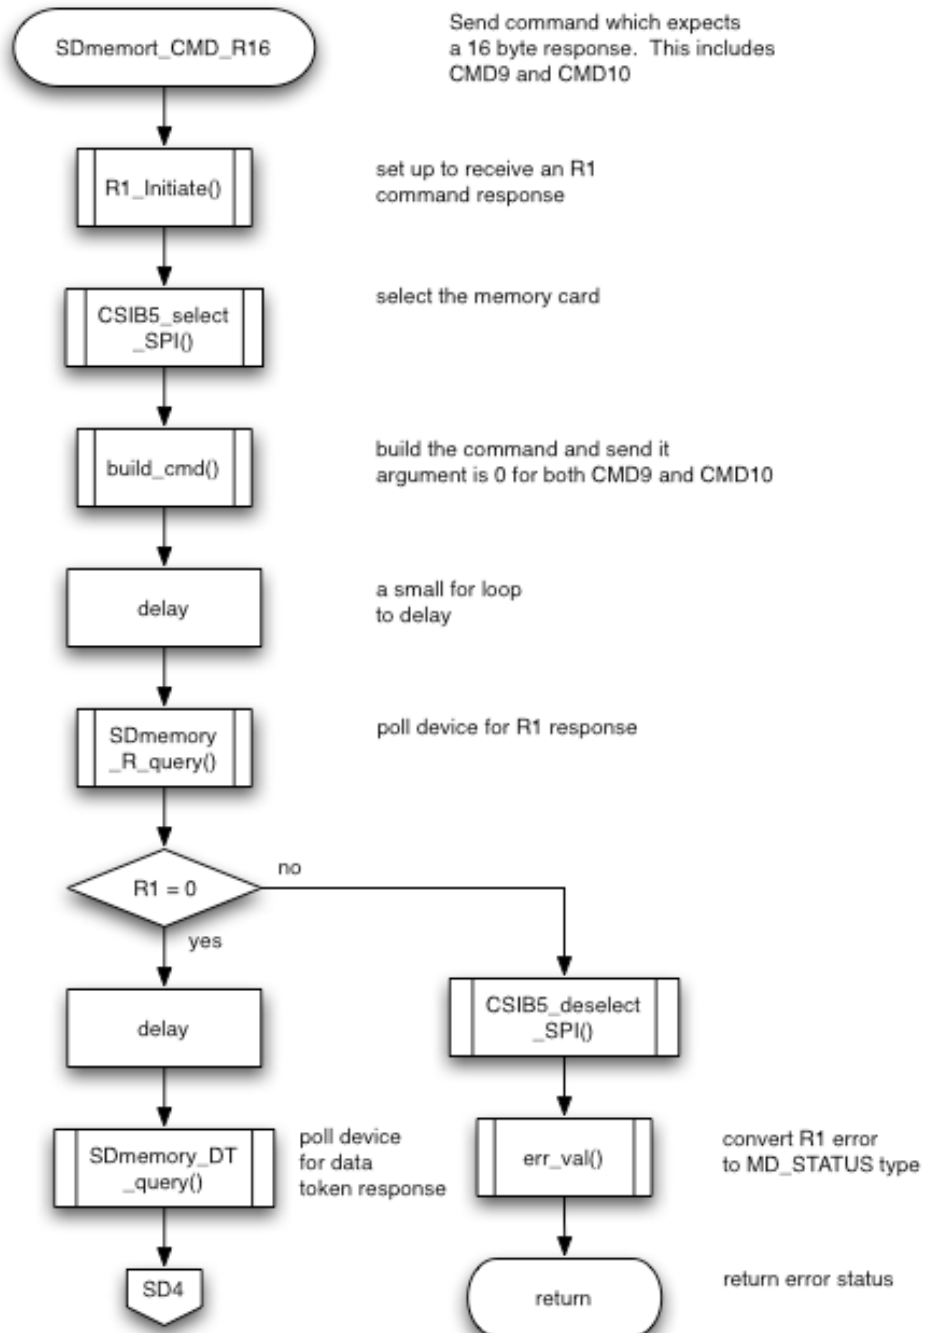 SDmemort_CMD_R16
Send command which expects
a 16 byte response. This includes
CMD9 and CMD10
R1_Initiate()
set up to receive an R1
command response
CSIB5_select
_SPI()
select the memory card
build_cmd()
build the command and send it
argument is 0 for both CMD9 and CMD10
delay
a small for loop
to delay
SDmemory
_R_query()
poll device for R1 response
R1 = 0
no
yes
delay
CSIB5_deselect
_SPI()
SDmemory_DT
_query()
poll device
for data
token response
err_val()
convert R1 error
to MD_STATUS type
SD4
return
return error status